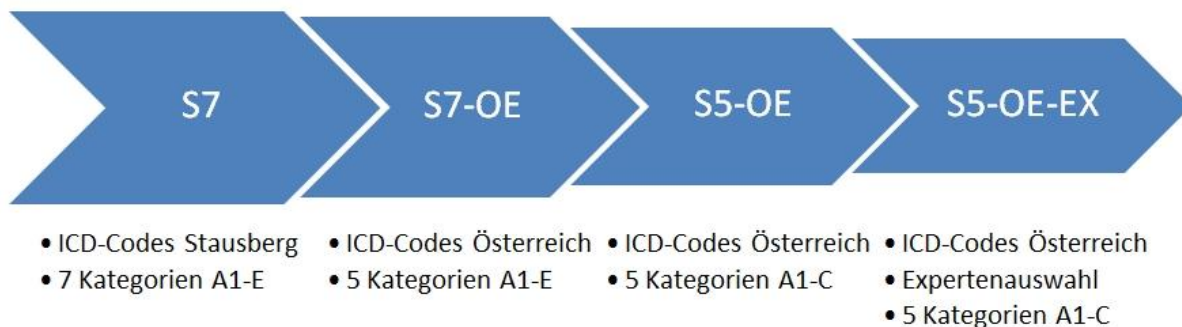 S7
S7-OE
S5-OE
S5-OE-EX
• ICD-Codes Stausberg
• 7 Kategorien A1-E
• ICD-Codes Österreich
• 5 Kategorien A1-E
• ICD-Codes Österreich
• 5 Kategorien A1-C
• ICD-Codes Österreich
• Expertenauswahl
• 5 Kategorien A1-C